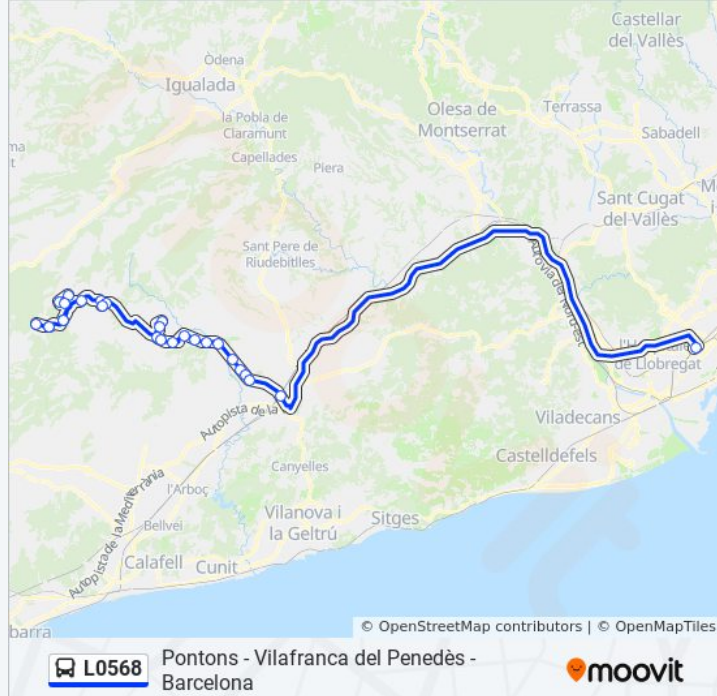 Castellar
del Vallès
Òdena
Igualada
Olesa de
Montserrat
Terrassa
la Pobla de
Claramunt
Sabadell
Capellades
Piera
Sant Cugat
del Vallès
Sant Pere de
Riudebitlles
Autovia del Nord-est
de Llobregat
Autopista de la
Viladecans
Castelldefels
Canyelles
l'Arboç
Autopista de la Mediterrània
Vilanova i
la Geltrú
Sitges
Bellvei
Calafell
Cunit
© OpenStreetMap contributors | © OpenMapTiles
L0568
Pontons - Vilafranca del Penedès -
Barcelona
moovit